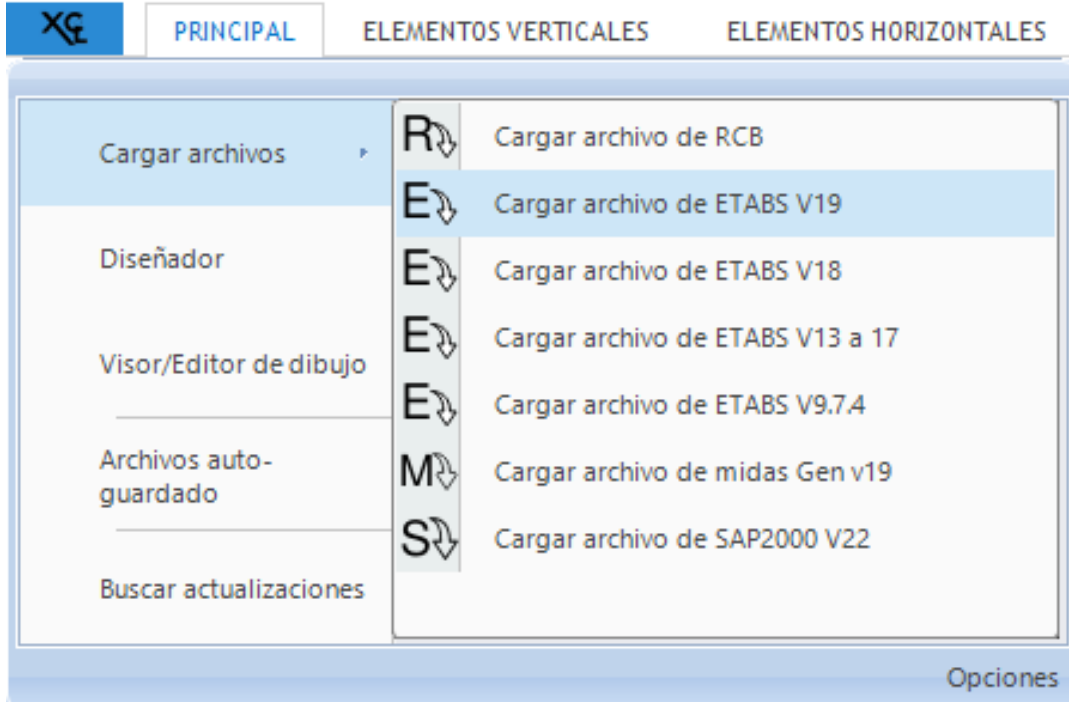 PRINCIPAL
ELEMENTOS VERTICALES
ELEMENTOS HORIZONTALES
Cargar archivos
Diseñador
Visor/Editor de dibujo
Archivos auto-
guardado
Buscar actualizaciones
R Cargar archivo de RCB
E Cargar archivo de ETABS V19
E Cargar archivo de ETABS V18
E Cargar archivo de ETABS V13 a 17
E Cargar archivo de ETABS V9.7.4
M Cargar archivo de midas Gen v19
S Cargar archivo de SAP2000 V22
Opciones